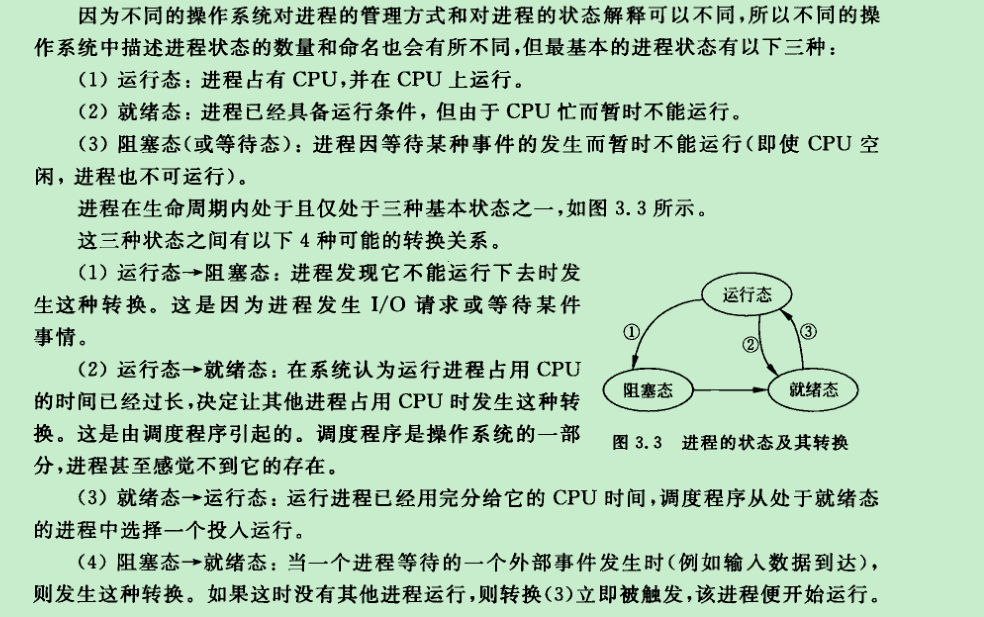 因为不同的操作系统对进程的管理方式和对进程的状态解释可以不同,所以不同的操
作系统中描述进程状态的数量和命名也会有所不同,但最基本的进程状态有以下三种:
(1) 运行态: 进程占有 CPU,并在 CPU 上运行。
(2) 就绪态: 进程已经具备运行条件, 但由于 CPU 忙而暂时不能运行。
(3) 阻塞态(或等待态): 进程因等待某种事件的发生而暂时不能运行(即使 CPU 空
闲, 进程也不可运行)。
进程在生命周期内处于且仅处于三种基本状态之一,如图 3.3 所示。
这三种状态之间有以下 4 种可能的转换关系。
(1) 运行态→阻塞态: 进程发现它不能运行下去时发
生这种转换。这是因为进程发生 I/O 请求或等待某件
事情。
(2) 运行态→就绪态: 在系统认为运行进程占用 CPU
的时间已经过长,决定让其他进程占用 CPU 时发生这种转
换。这是由调度程序引起的。调度程序是操作系统的一部
分,进程甚至感觉不到它的存在。
运行态
①
②
③
阻塞态
就绪态
图 3.3 进程的状态及其转换
(3) 就绪态→运行态: 运行进程已经用完分给它的 CPU 时间,调度程序从处于就绪态
的进程中选择一个投入运行。
(4) 阻塞态→就绪态: 当一个进程等待的一个外部事件发生时(例如输入数据到达),
则发生这种转换。如果这时没有其他进程运行,则转换(3)立即被触发,该进程便开始运行。